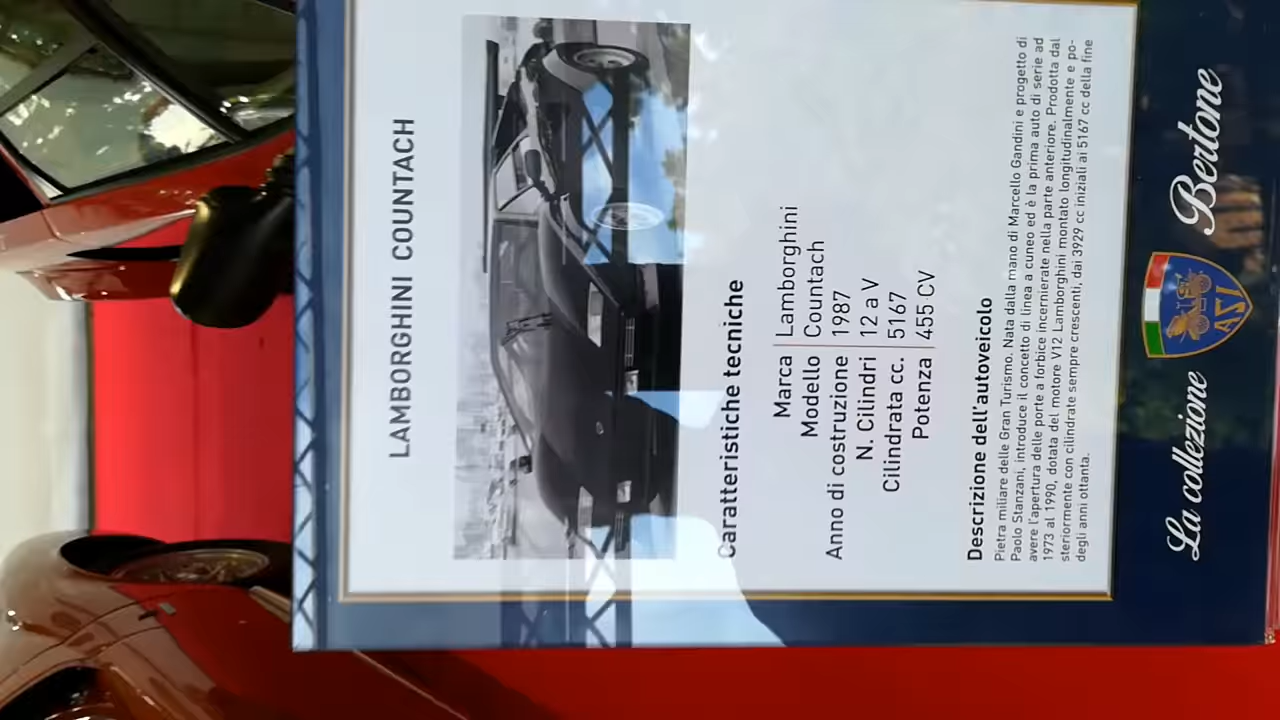 LAMBORGHINI COUNTACH
Caratteristiche tecniche
Marca Lamborghini
Modello Countach
Anno di costruzione 1987
N. Cilindri 12 a V
Cilindrata cc. 5167
Potenza 455 CV
Descrizione dell'autoveicolo
Pietra miliare delle Gran Turismo. Nata dalla mano di Marcello Gandini e progetto di
Paolo Stanzani, introduce il concetto di linea a cuneo ed è la prima auto di serie ad
avere l'apertura delle porte a forbice incernierate nella parte anteriore. Prodotta dal
1973 al 1990, dotata del motore V12 Lamborghini montato longitudinalmente e po-
steriormente con cilindrate sempre crescenti, dai 3929 cc iniziali ai 5167 cc della fine
degli anni ottanta.
La collezione ASI Bertone